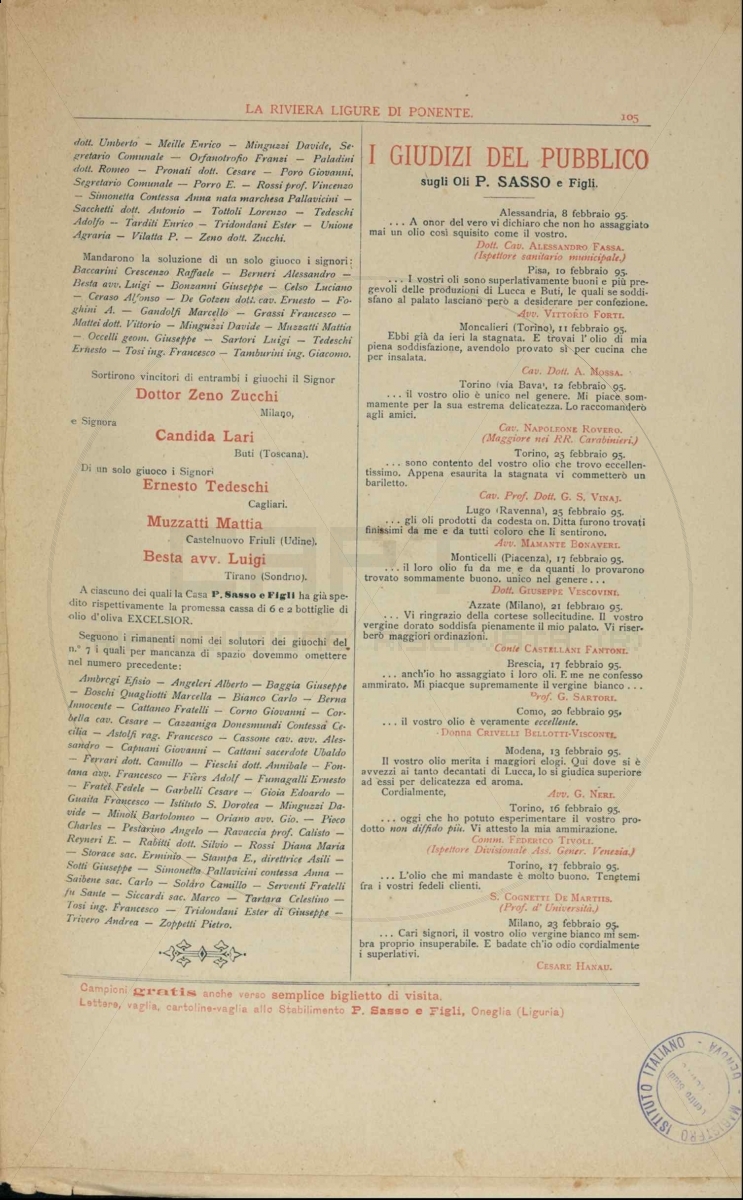 LA RIVIERA LIGURE DI PONENTE.
105
dott. Umberto — Meille Enrico — Minguzzi Davide, Se-
gretario Comunale — Orfanotrofio Franzi — Paladini
dott. Romeo — Pronati dott. Cesare — Poro Giovanni,
Segretario Comunale — Porro E. — Rossi prof. Vincenzo
— Simonetta Contessa Anna nata marchesa Pallavicini —
Sacchetti dott. Antonio — Tottoli Lorenzo — Tedeschi
Adolfo — Tarditi Enrico — Tridondani Ester — Unione
Agraria — Vilatta P. — Zeno dott. Zucchi.
Mandarono la soluzione di un solo giuoco i signori:
Baccarini Crescenzo Raffaele — Berneri Alessandro —
Besta avv. Luigi — Bonzanni Giuseppe — Celso Luciano
— Ceraso Alfonso — De Gotzen dott. cav. Ernesto — Fo-
ghini A. — Gandolfi Marcello — Grassi Francesco —
Mattei dott. Vittorio — Minguzzi Davide — Muzzatti Mattia
— Occelli geom. Giuseppe — Sartori Luigi — Tedeschi
Ernesto — Tosi ing. Francesco — Tamburini ing. Giacomo.
Sortirono vincitori di entrambi i giuochi il Signor
Dottor Zeno Zucchi
Milano,
e Signora
Candida Lari
Buti (Toscana).
Di un solo giuoco i Signori
Ernesto Tedeschi
Cagliari.
Muzzatti Mattia
Castelnuovo Friuli (Udine),
Besta avv. Luigi
Tirano (Sondrio).
A ciascuno dei quali la Casa P. Sasso e Figli ha già spe-
dito rispettivamente la promessa cassa di 6 e 2 bottiglie di
olio d'oliva EXCELSIOR.
Seguono i rimanenti nomi dei solutori dei giuochi del
n.° 7 i quali per mancanza di spazio dovemmo omettere
nel numero precedente:
Ambrogi Efisio — Angeleri Alberto — Baggia Giuseppe
— Boschi Quagliotti Marcella — Bianco Carlo — Berna
Innocente — Cattaneo Fratelli — Corno Giovanni — Cor-
bella cav. Cesare — Cazzaniga Donesmundi Contessa Ce-
cilia — Astolfi rag. Francesco — Cassone cav. avv. Ales-
sandro — Capuani Giovanni — Cattani sacerdote Ubaldo
— Ferrari dott. Camillo — Fieschi dott. Annibale — Fon-
tana avv. Francesco — Fiers Adolf — Fumagalli Ernesto
— Fratel Fedele — Garbelli Cesare — Gioia Edoardo —
Guaita Francesco — Istituto S. Dorotea — Minguzzi Da-
vide — Minoli Bartolomeo — Oriano avv. Gio. — Pioco
Charles — Pestarino Angelo — Ravaccia prof. Calisto —
Reyneri E. — Rabitti dott. Silvio — Rossi Diana Maria
— Storace sac. Erminio — Stampa E., direttrice Asili —
Sotti Giuseppe — Simonetta Pallavicini contessa Anna —
Saibene sac. Carlo — Soldro Camillo — Serventi Fratelli
fu Sante — Siccardi sac. Marco — Tartara Celestino —
Tosi ing. Francesco — Tridondani Ester di Giuseppe —
Trivero Andrea — Zoppetti Pietro.
I GIUDIZI DEL PUBBLICO
sugli Oli P. SASSO e Figli.
Alessandria, 8 febbraio 95.
. . . A onor del vero vi dichiaro che non ho assaggiato
mai un olio così squisito come il vostro.
Dott. Cav. ALESSANDRO FASSA.
(Ispettore sanitario municipale.)
Pisa, 10 febbraio 95.
. . . I vostri oli sono superlativamente buoni e più pre-
gevoli delle produzioni di Lucca e Buti, le quali se soddi-
sfano al palato lasciano però a desiderare per confezione.
Avv. VITTORIO FORTI.
Moncalieri (Torino), 11 febbraio 95.
Ebbi già da ieri la stagnata. E trovai l'olio di mia
piena soddisfazione, avendolo provato sì per cucina che
per insalata.
Cav. Dott. A. MOSSA.
Torino (via Bava), 12 febbraio 95.
. . . il vostro olio è unico nel genere. Mi piace som-
mamente per la sua estrema delicatezza. Lo raccomanderò
agli amici.
Cav. NAPOLEONE ROVERO.
(Maggiore nei RR. Carabinieri.)
Torino, 25 febbraio 95.
. . . sono contento del vostro olio che trovo eccellen-
tissimo. Appena esaurita la stagnata vi commetterò un
bariletto.
Cav. Prof. Dott. G. S. VINAJ.
Lugo (Ravenna), 25 febbraio 95.
. . . gli oli prodotti da codesta on. Ditta furono trovati
finissimi da me e da tutti coloro che li sentirono.
Avv. MAMANTE BONAVERI.
Monticelli (Piacenza), 17 febbraio 95.
. . . il loro olio fu da me e da quanti lo provarono
trovato sommamente buono, unico nel genere . . .
Dott. GIUSEPPE VESCOVINI.
Azzate (Milano), 21 febbraio 95.
. . . Vi ringrazio della cortese sollecitudine. Il vostro
vergine dorato soddisfa pienamente il mio palato. Vi riser-
berò maggiori ordinazioni.
Conte CASTELLANI FANTONI.
Brescia, 17 febbraio 95.
. . . anch'io ho assaggiato i loro oli. E me ne confesso
ammirato. Mi piacque supremamente il vergine bianco . . .
Prof. G. SARTORI.
Como, 20 febbraio 95.
. . . il vostro olio è veramente eccellente.
Donna CRIVELLI BELLOTTI-VISCONTI.
Modena, 13 febbraio 95.
Il vostro olio merita i maggiori elogi. Qui dove si è
avvezzi ai tanto decantati di Lucca, lo si giudica superiore
ad essi per delicatezza ed aroma.
Cordialmente, Avv. G. NERI.
Torino, 16 febbraio 95.
. . . oggi che ho potuto esperimentare il vostro pro-
dotto non diffido più. Vi attesto la mia ammirazione.
Comm. FEDERICO TIVOLI.
(Ispettore Divisionale Ass. Gener. Venezia.)
Torino, 17 febbraio 95.
. . . L'olio che mi mandaste è molto buono. Tenetemi
fra i vostri fedeli clienti.
S. COGNETTI DE MARTIIS.
(Prof. d' Università.)
Milano, 23 febbraio 95.
. . . Cari signori, il vostro olio vergine bianco mi sem-
bra proprio insuperabile. E badate ch'io odio cordialmente
i superlativi.
CESARE HANAU.
Campioni gratis anche verso semplice biglietto di visita.
Lettere, vaglia, cartoline-vaglia allo Stabilimento P. Sasso e Figli, Oneglia (Liguria)
ISTITUTO ITALIANO - GENOVA - MAGISTERO